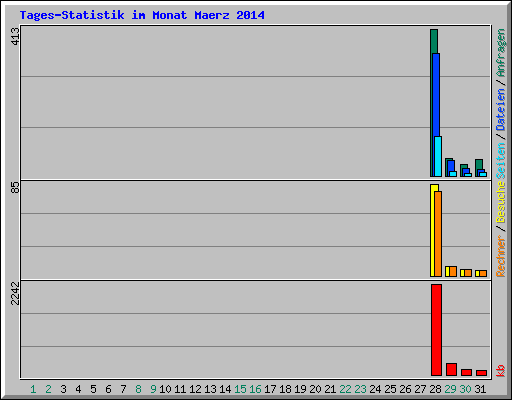 Tages-Statistik im Monat Maerz 2014
413
85
2242
Seiten / Dateien / Anfragen
Rechner / Besuche
kb
1 2 3 4 5 6 7 8 9 10 11 12 13 14 15 16 17 18 19 20 21 22 23 24 25 26 27 28 29 30 31